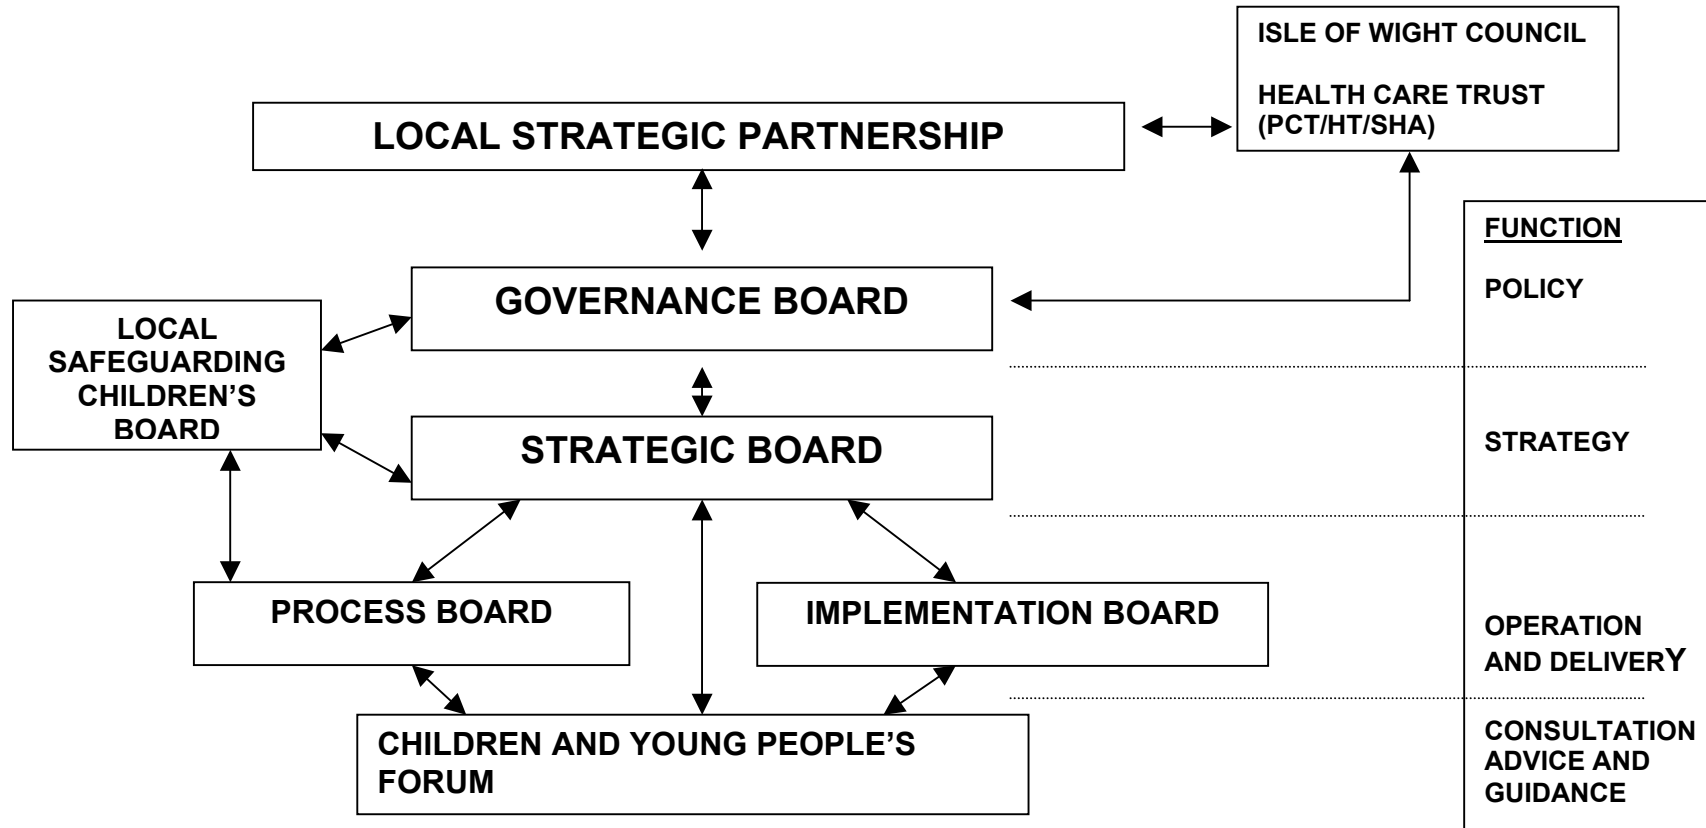 ISLE OF WIGHT COUNCIL
HEALTH CARE TRUST
(PCT/HT/SHA)
LOCAL STRATEGIC PARTNERSHIP
FUNCTION
GOVERNANCE BOARD
POLICY
LOCAL
SAFEGUARDING
CHILDREN’S
BOARD
STRATEGIC BOARD
STRATEGY
PROCESS BOARD
IMPLEMENTATION BOARD
OPERATION
AND DELIVERY
CHILDREN AND YOUNG PEOPLE’S
FORUM
CONSULTATION
ADVICE AND
GUIDANCE